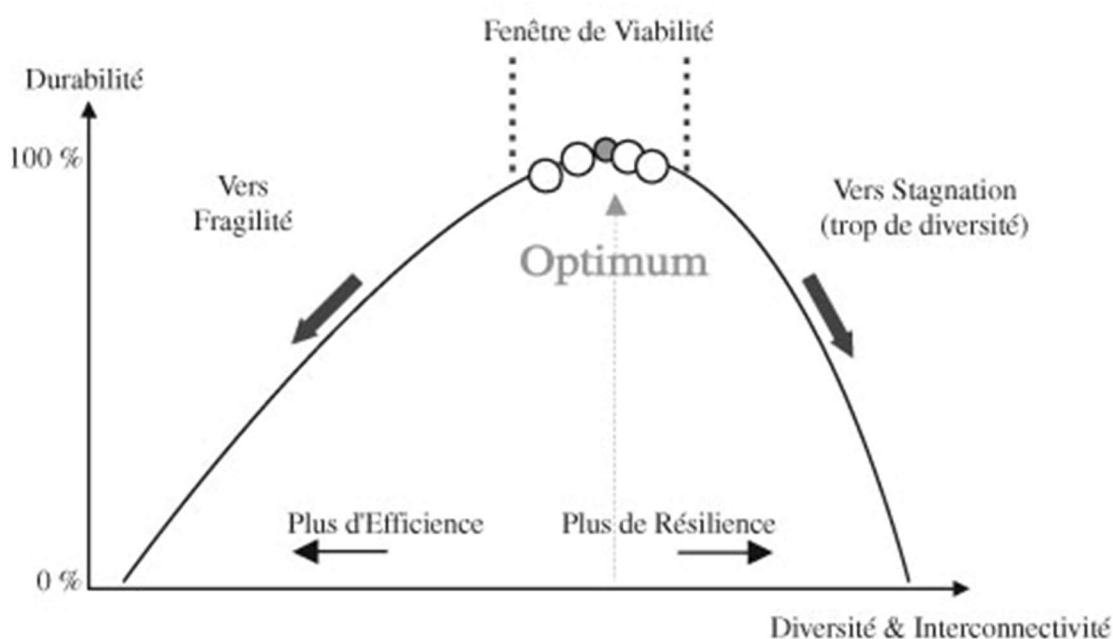 Fenêtre de Viabilité
Durabilité
100 %
Vers
Fragilité
Vers Stagnation
(trop de diversité)
Optimum
Plus d'Efficience
Plus de Résilience
0 %
Diversité & Interconnectivité